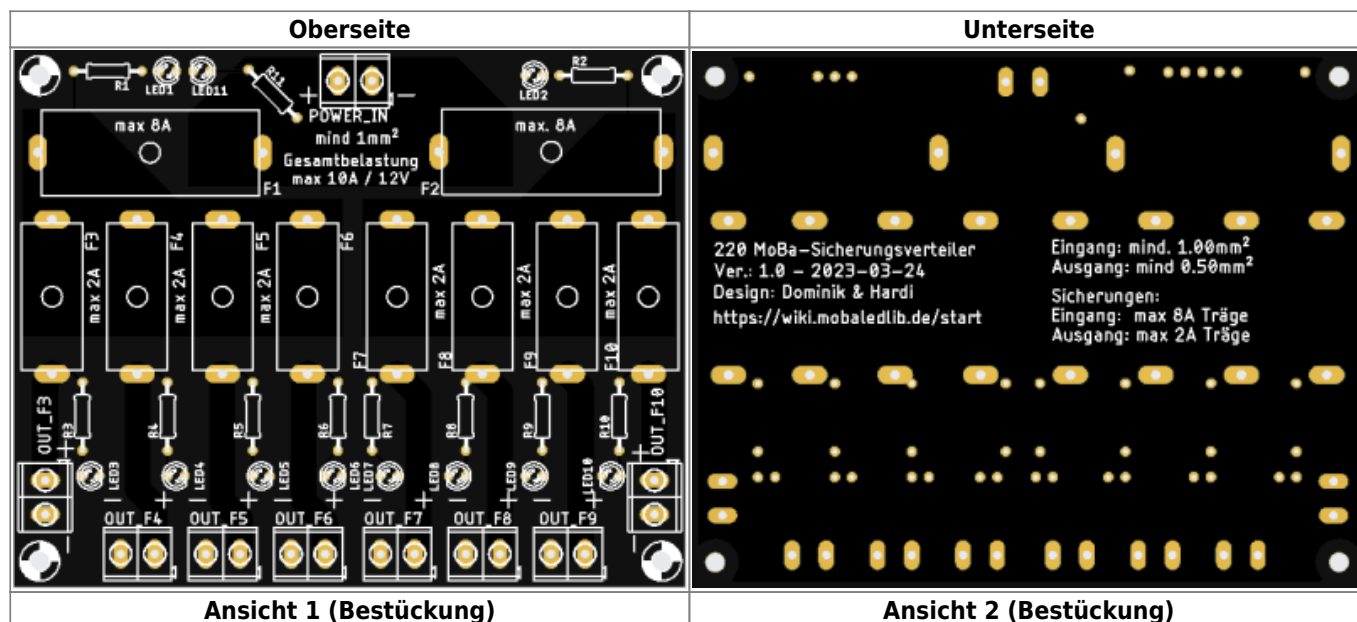 Oberseite
Unterseite
R1
LED1
LED11
R11
LED2
R2
+
-
POWER_IN
mind 1mm²
Gesamtbelastung
max 10A / 12V
max 8A
F1
max. 8A
F2
F3
max 2A
F4
max 2A
F5
max 2A
F6
max 2A
F7
max 2A
F8
max 2A
F9
F10
max 2A
OUT_F3
R3
R4
R5
R6
R7
R8
R9
R10
OUT_F10
+
+
LED3
LED4
LED5
LED6
LED7
LED8
LED9
LED10
- + - + - + - + - + - +
OUT_F4
OUT_F5
OUT_F6
OUT_F7
OUT_F8
OUT_F9
-
-
220 MoBa-Sicherungsverteiler
Ver.: 1.0 - 2023-03-24
Design: Dominik & Hardi
https://wiki.mobaledlib.de/start
Eingang: mind. 1.00mm²
Ausgang: mind 0.50mm²
Sicherungen:
Eingang: max 8A Träge
Ausgang: max 2A Träge
Ansicht 1 (Bestückung)
Ansicht 2 (Bestückung)